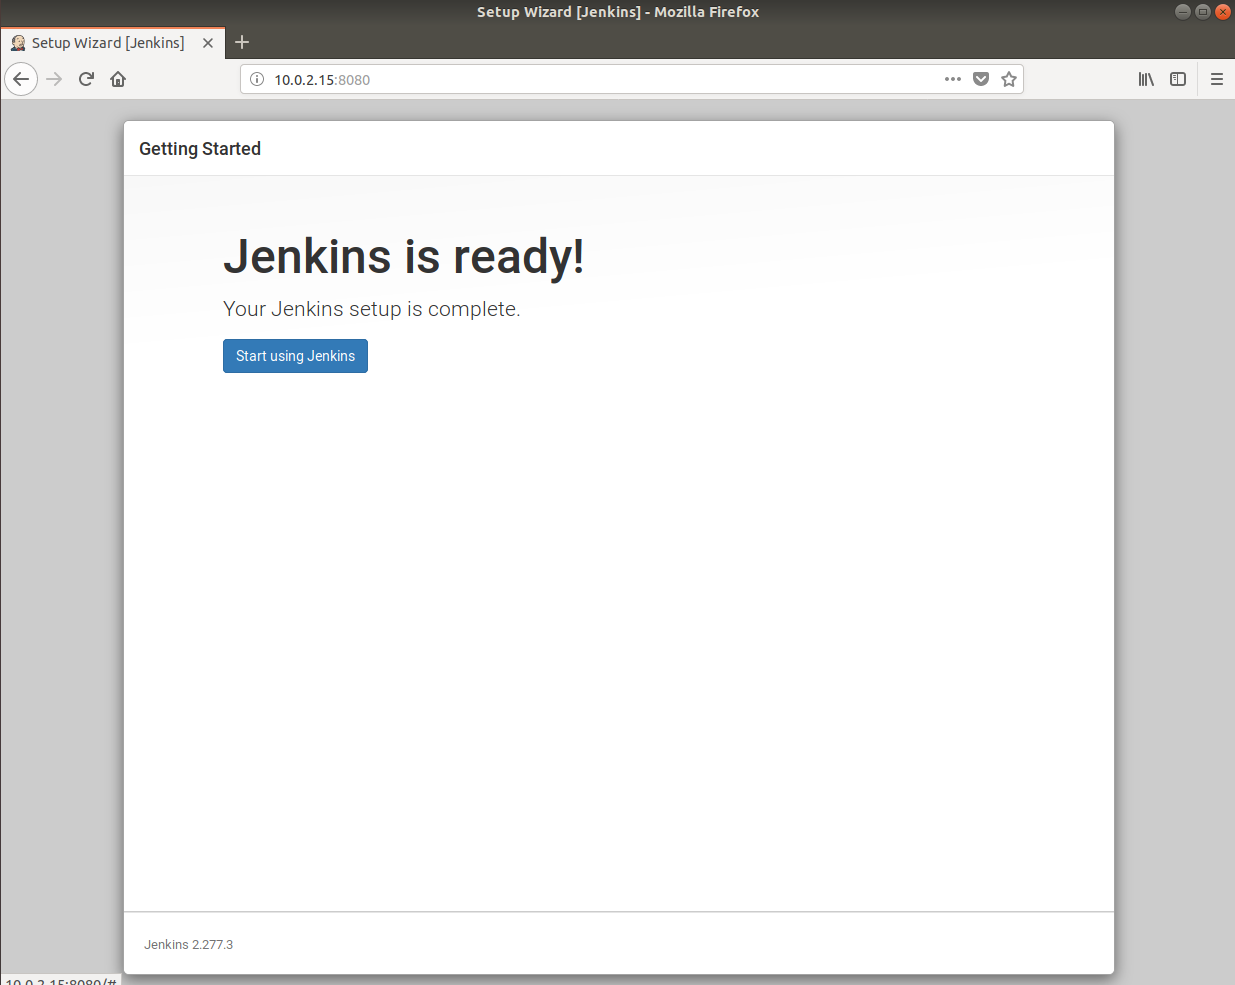 Setup Wizard [Jenkins] - Mozilla Firefox
Setup Wizard [Jenkins]
10.0.2.15:8080
Getting Started
Jenkins is ready!
Your Jenkins setup is complete.
Start using Jenkins
Jenkins 2.277.3
10.0.2.15:8080/#